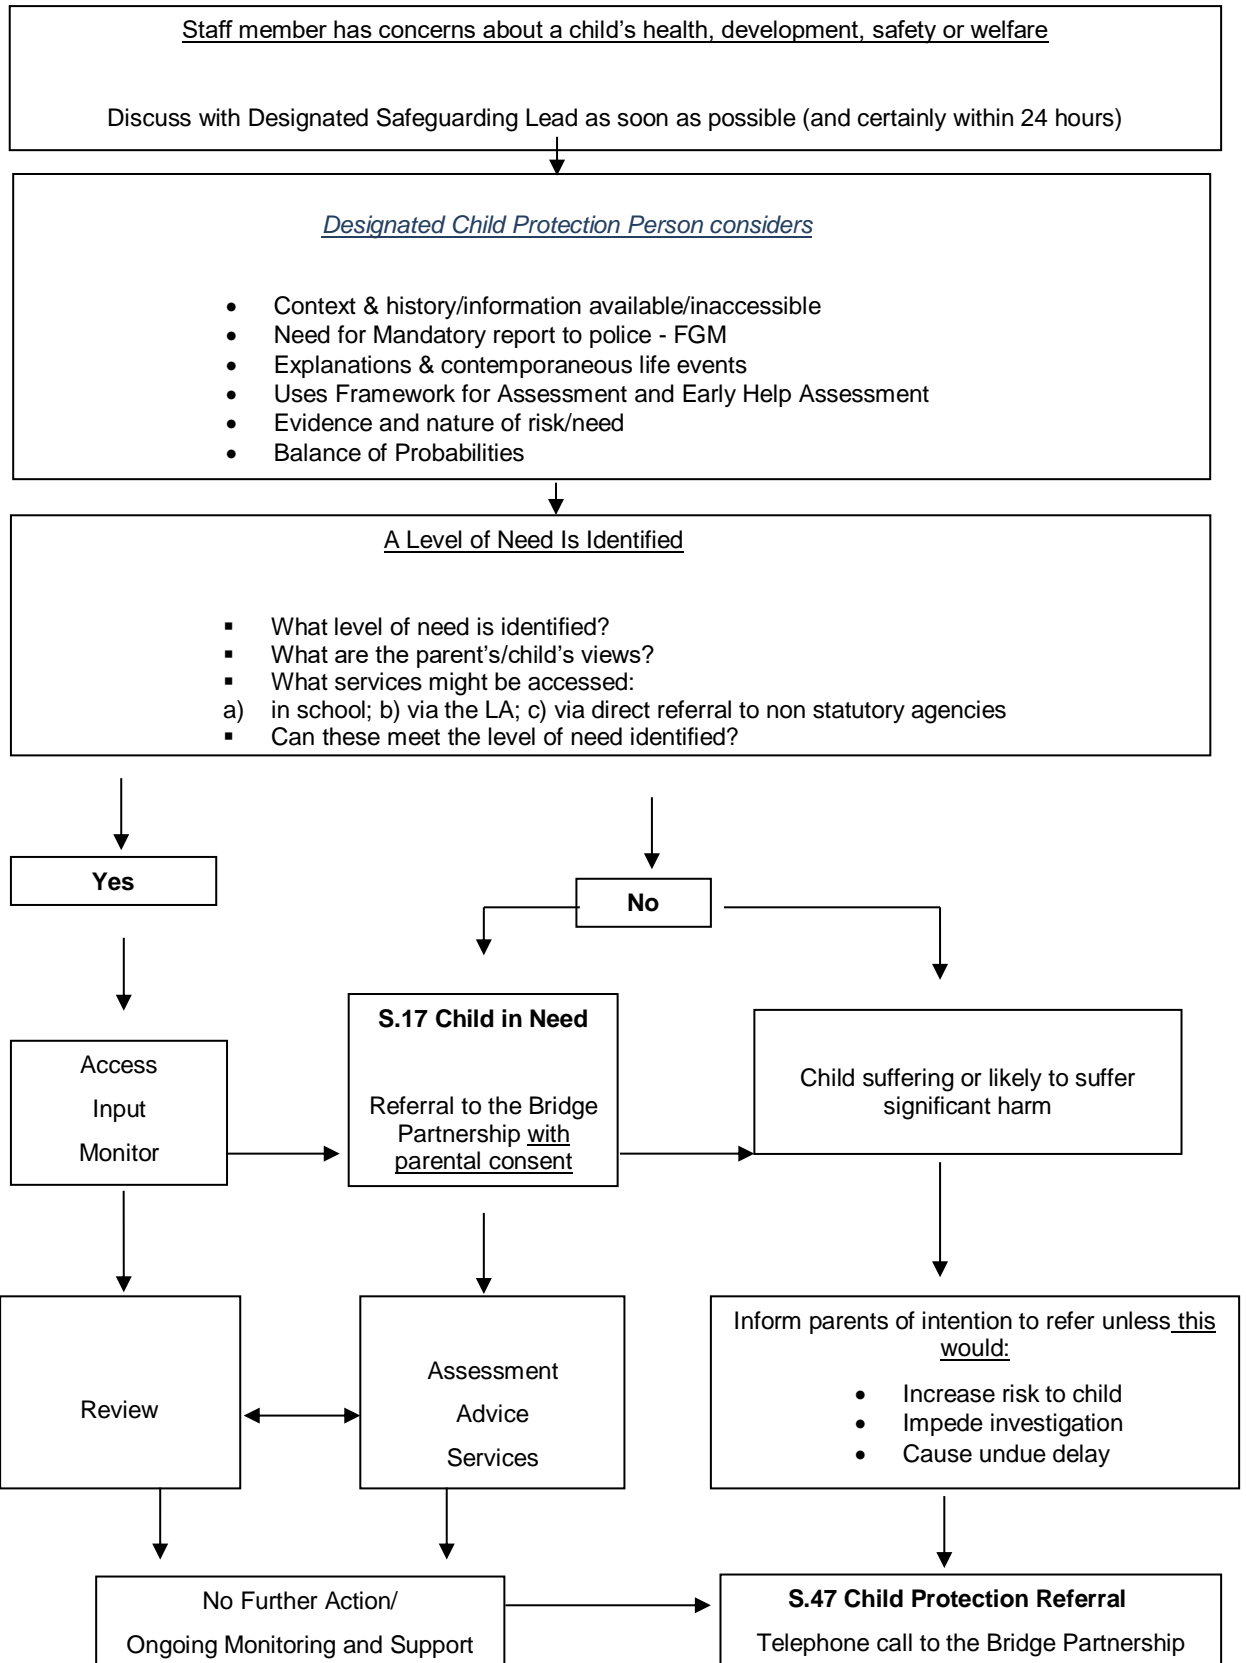 Staff member has concerns about a child's health, development, safety or welfare
Discuss with Designated Safeguarding Lead as soon as possible (and certainly within 24 hours)
Designated Child Protection Person considers
• Context & history/information available/inaccessible
• Need for Mandatory report to police - FGM
• Explanations & contemporaneous life events
• Uses Framework for Assessment and Early Help Assessment
• Evidence and nature of risk/need
• Balance of Probabilities
A Level of Need Is Identified
▪ What level of need is identified?
▪ What are the parent's/child's views?
▪ What services might be accessed:
a) in school; b) via the LA; c) via direct referral to non statutory agencies
▪ Can these meet the level of need identified?
Yes
No
Access
Input
Monitor
S.17 Child in Need
Referral to the Bridge
Partnership with
parental consent
Child suffering or likely to suffer
significant harm
Review
Assessment
Advice
Services
Inform parents of intention to refer unless this
would:
• Increase risk to child
• Impede investigation
• Cause undue delay
No Further Action/
Ongoing Monitoring and Support
S.47 Child Protection Referral
Telephone call to the Bridge Partnership